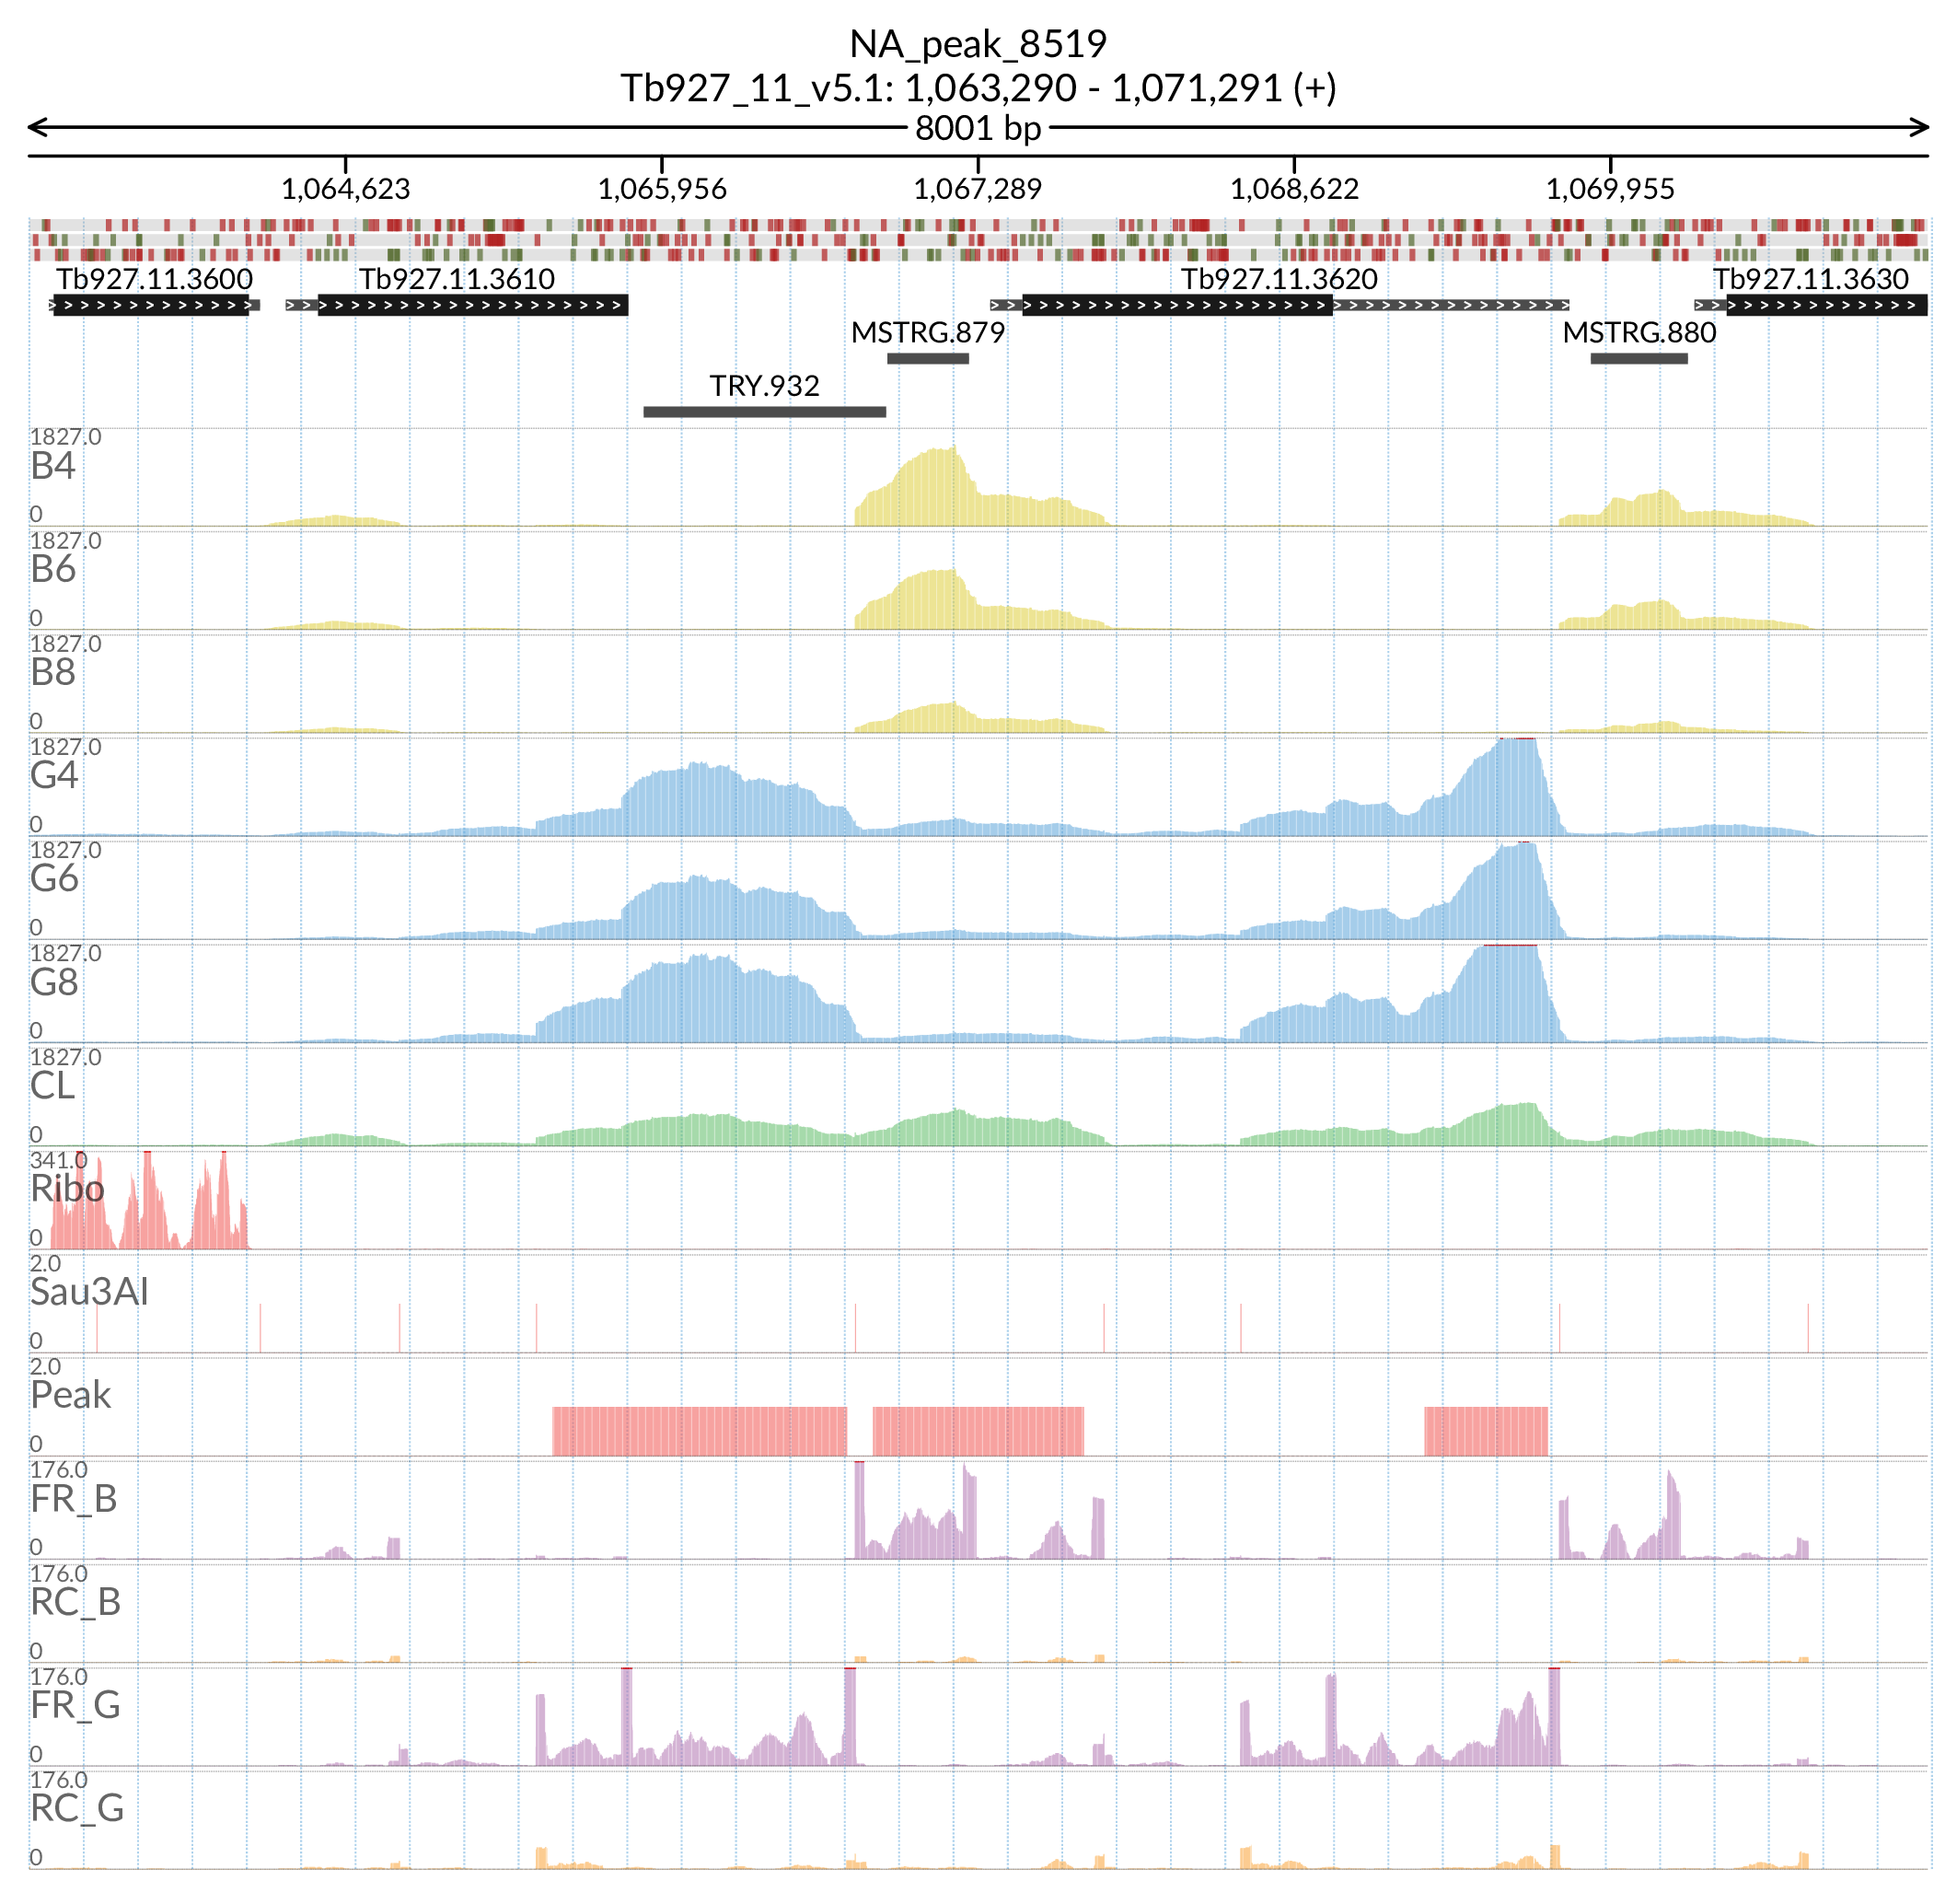 NA_peak_8519
Tb927_11_v5.1: 1,063,290 - 1,071,291 (+)
8001 bp
1,064,623 1,065,956 1,067,289 1,068,622 1,069,955
Tb927.11.3600 Tb927.11.3610 Tb927.11.3620 Tb927.11.3630
MSTRG.879 MSTRG.880
TRY.932
1827.0
B4
0
1827.0
B6
0
1827.0
B8
0
1827.0
G4
0
1827.0
G6
0
1827.0
G8
0
1827.0
CL
0
341.0
Ribo
0
2.0
Sau3AI
0
2.0
Peak
0
176.0
FR_B
0
176.0
RC_B
0
176.0
FR_G
0
176.0
RC_G
0